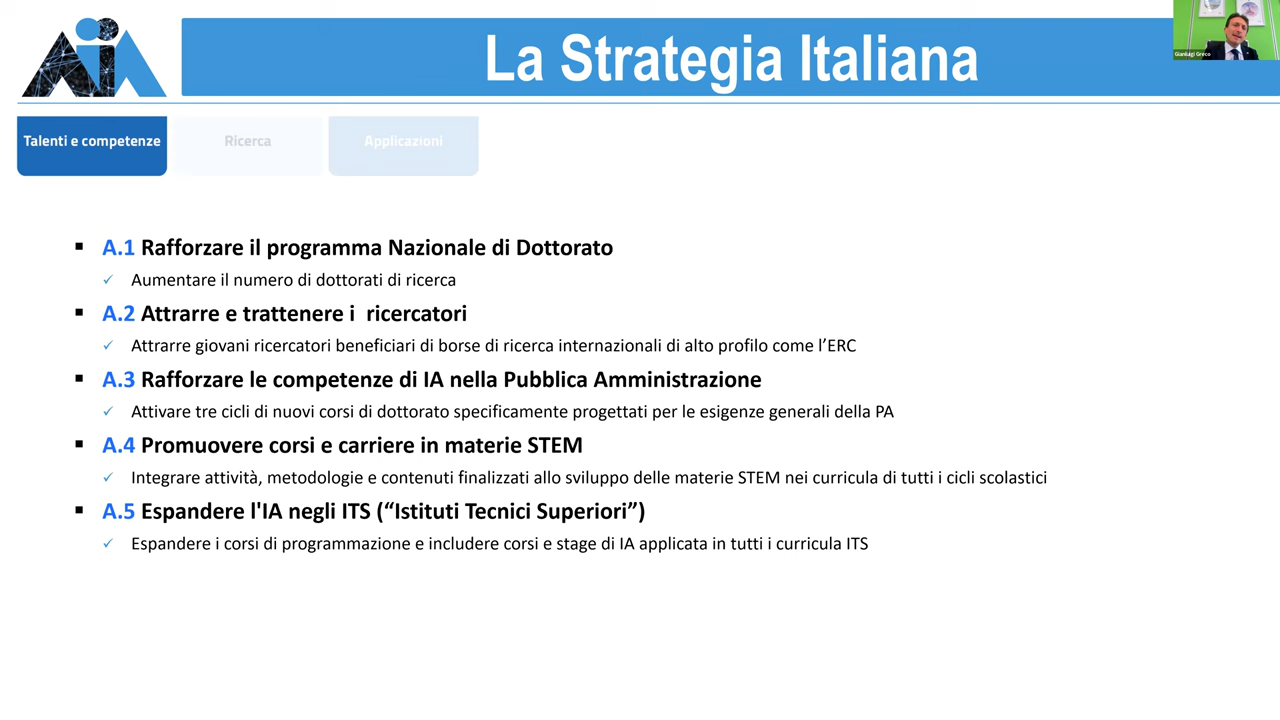 La Strategia Italiana
Gianluigi Greco
Talenti e competenze
Ricerca
Applicazioni
A.1 Rafforzare il programma Nazionale di Dottorato
Aumentare il numero di dottorati di ricerca
A.2 Attrarre e trattenere i  ricercatori
Attrarre giovani ricercatori beneficiari di borse di ricerca internazionali di alto profilo come l’ERC
A.3 Rafforzare le competenze di IA nella Pubblica Amministrazione
Attivare tre cicli di nuovi corsi di dottorato specificamente progettati per le esigenze generali della PA
A.4 Promuovere corsi e carriere in materie STEM
Integrare attività, metodologie e contenuti finalizzati allo sviluppo delle materie STEM nei curricula di tutti i cicli scolastici
A.5 Espandere l'IA negli ITS (“Istituti Tecnici Superiori”)
Espandere i corsi di programmazione e includere corsi e stage di IA applicata in tutti i curricula ITS